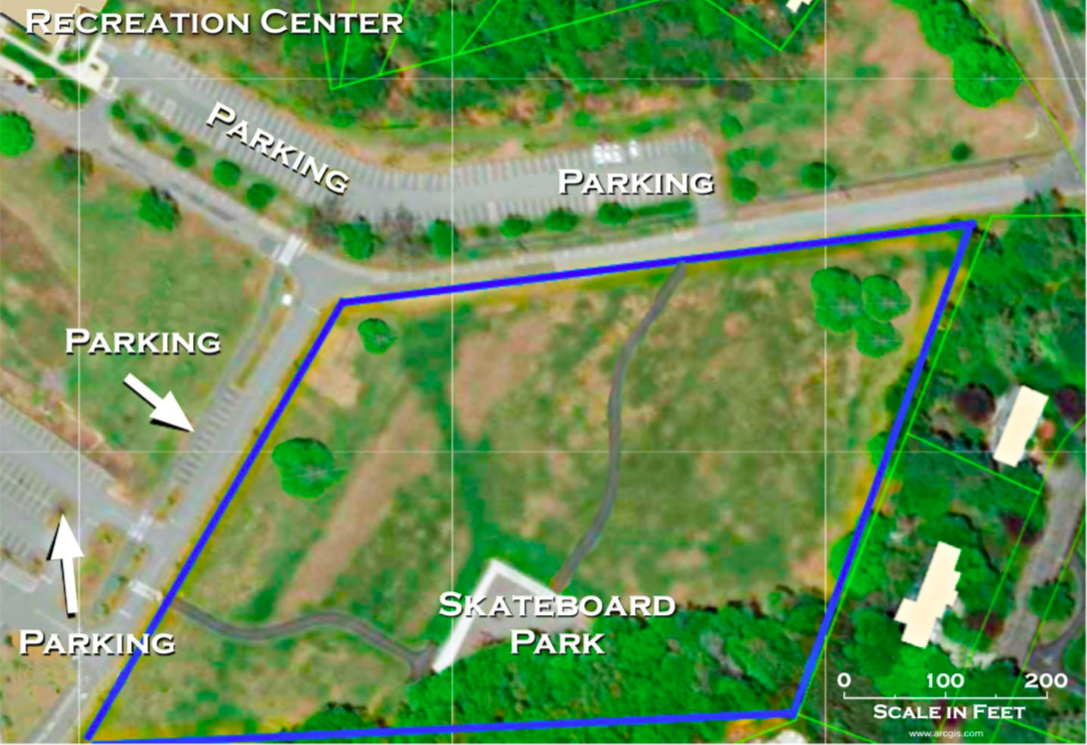 RECREATION CENTER
PARKING
PARKING
PARKING
SKATEBOARD
PARK
PARKING
0 100 200
SCALE IN FEET
www.arcgis.com